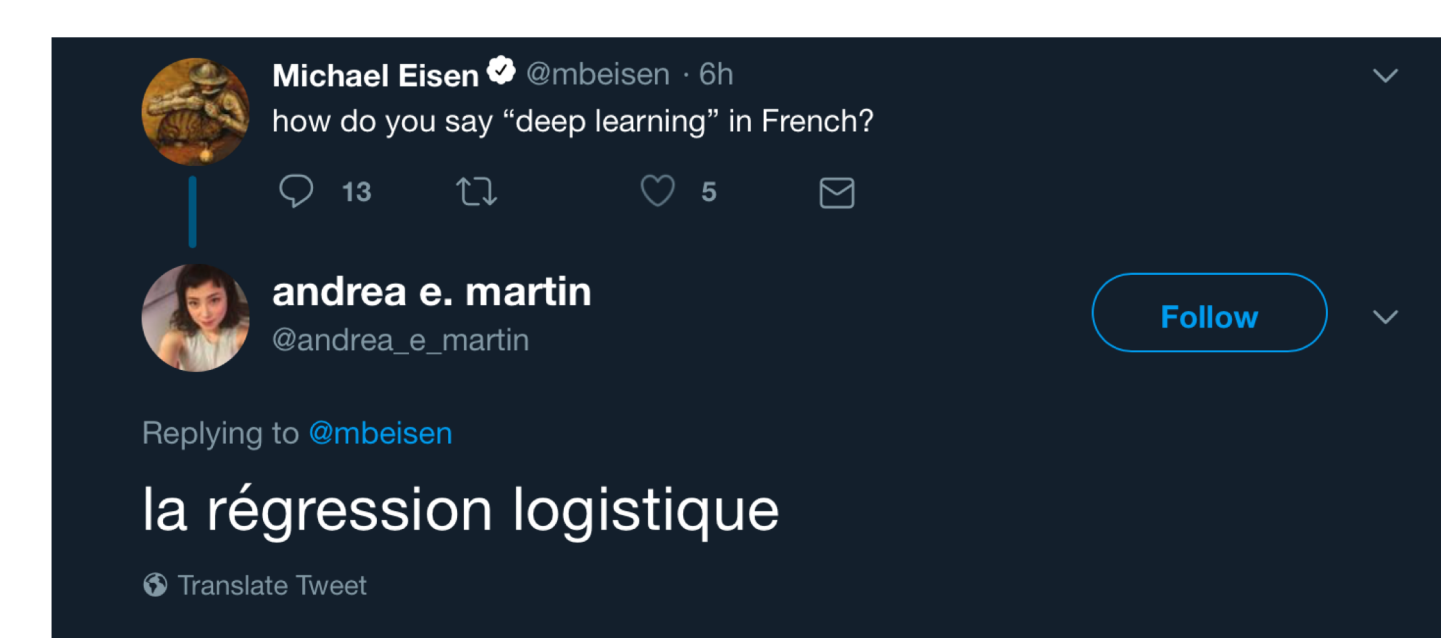 Michael Eisen @mbeisen · 6h
how do you say “deep learning” in French?
13 5
andrea e. martin
Follow
@andrea_e_martin
Replying to @mbeisen
la régression logistique
Translate Tweet